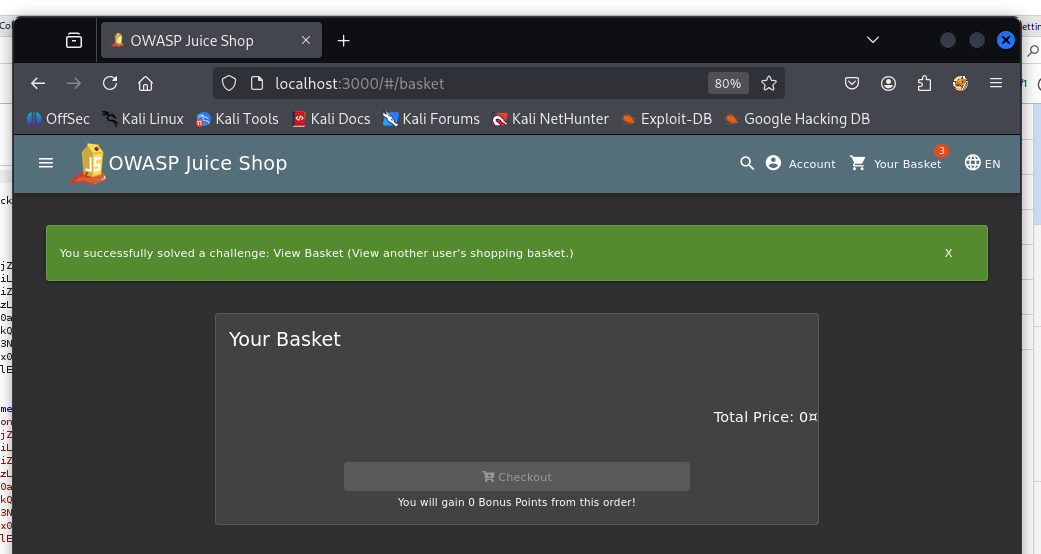 OWASP Juice Shop
localhost:3000/#/basket
80%
OffSec Kali Linux Kali Tools Kali Docs Kali Forums Kali NetHunter Exploit-DB Google Hacking DB
OWASP Juice Shop
Account
Your Basket
3
EN
You successfully solved a challenge: View Basket (View another user's shopping basket.)
X
Your Basket
Total Price: 0¤
Checkout
You will gain 0 Bonus Points from this order!